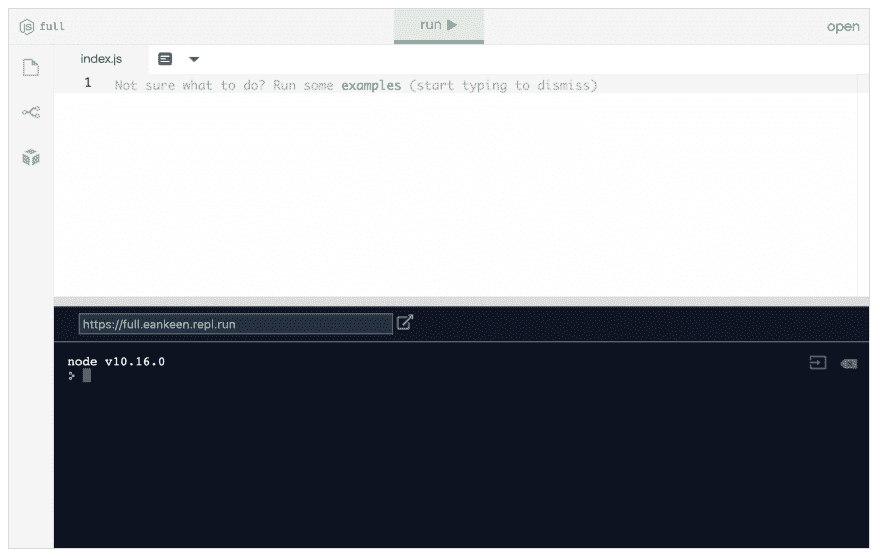 JS full
run
open
index.js
1 Not sure what to do? Run some examples (start typing to dismiss)
https://full.eankeen.repl.run
node v10.16.0
>